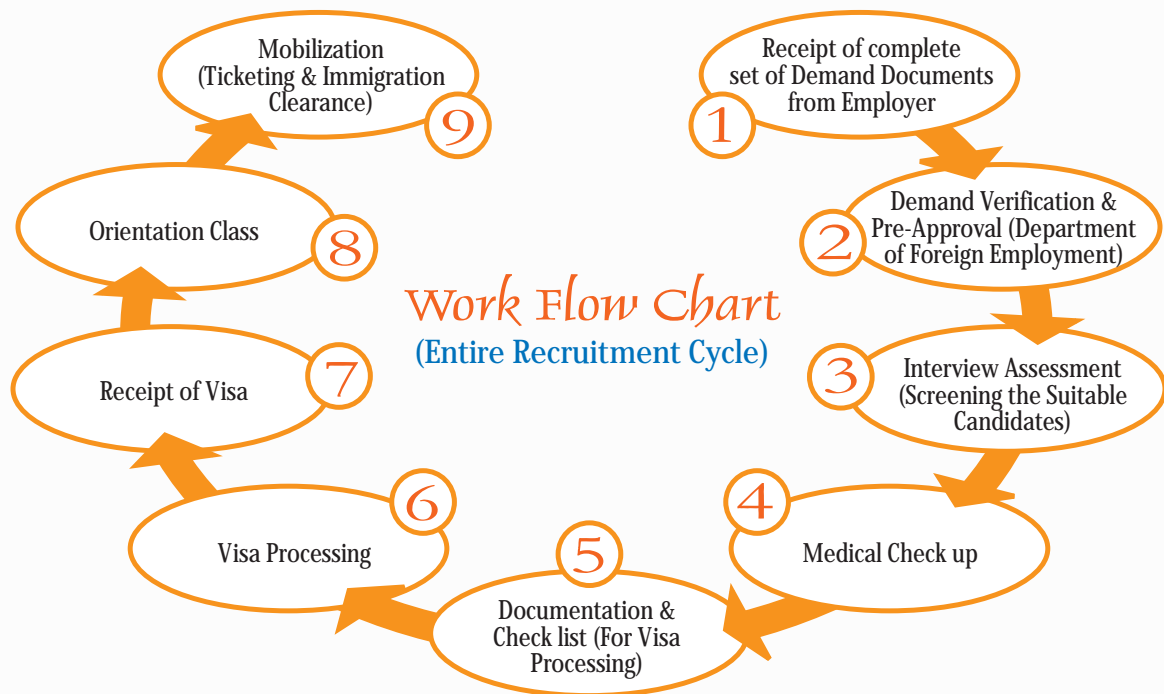 Work Flow Chart
(Entire Recruitment Cycle)
1
Receipt of complete
set of Demand Documents
from Employer
2
Demand Verification &
Pre-Approval (Department
of Foreign Employment)
3
Interview Assessment
(Screening the Suitable
Candidates)
4
Medical Check up
5
Documentation &
Check list (For Visa
Processing)
6
Visa Processing
7
Receipt of Visa
8
Orientation Class
9
Mobilization
(Ticketing & Immigration
Clearance)